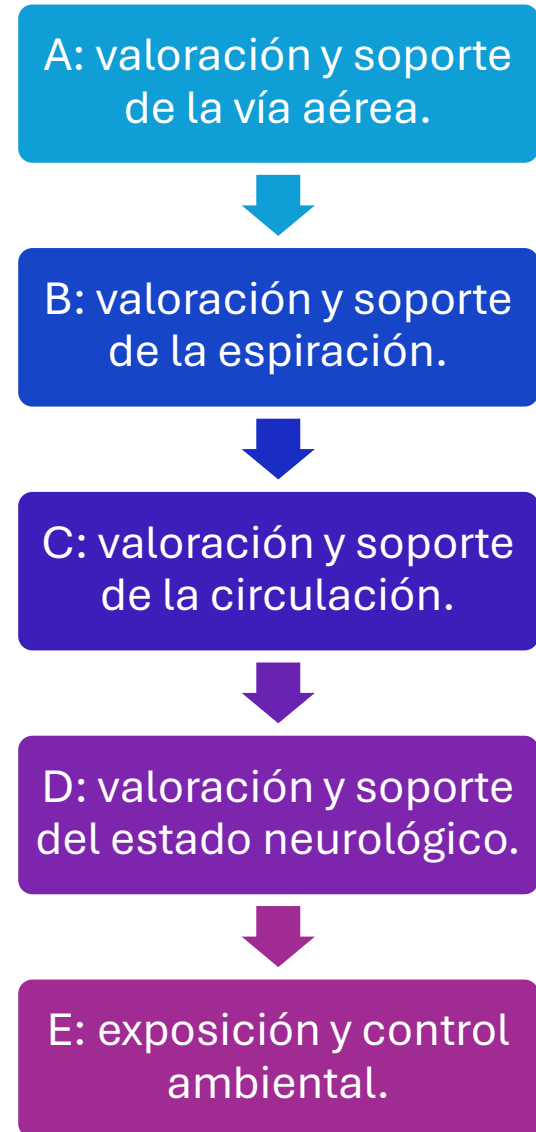 A: valoración y soporte
de la vía aérea.
B: valoración y soporte
de la espiración.
C: valoración y soporte
de la circulación.
D: valoración y soporte
del estado neurológico.
E: exposición y control
ambiental.